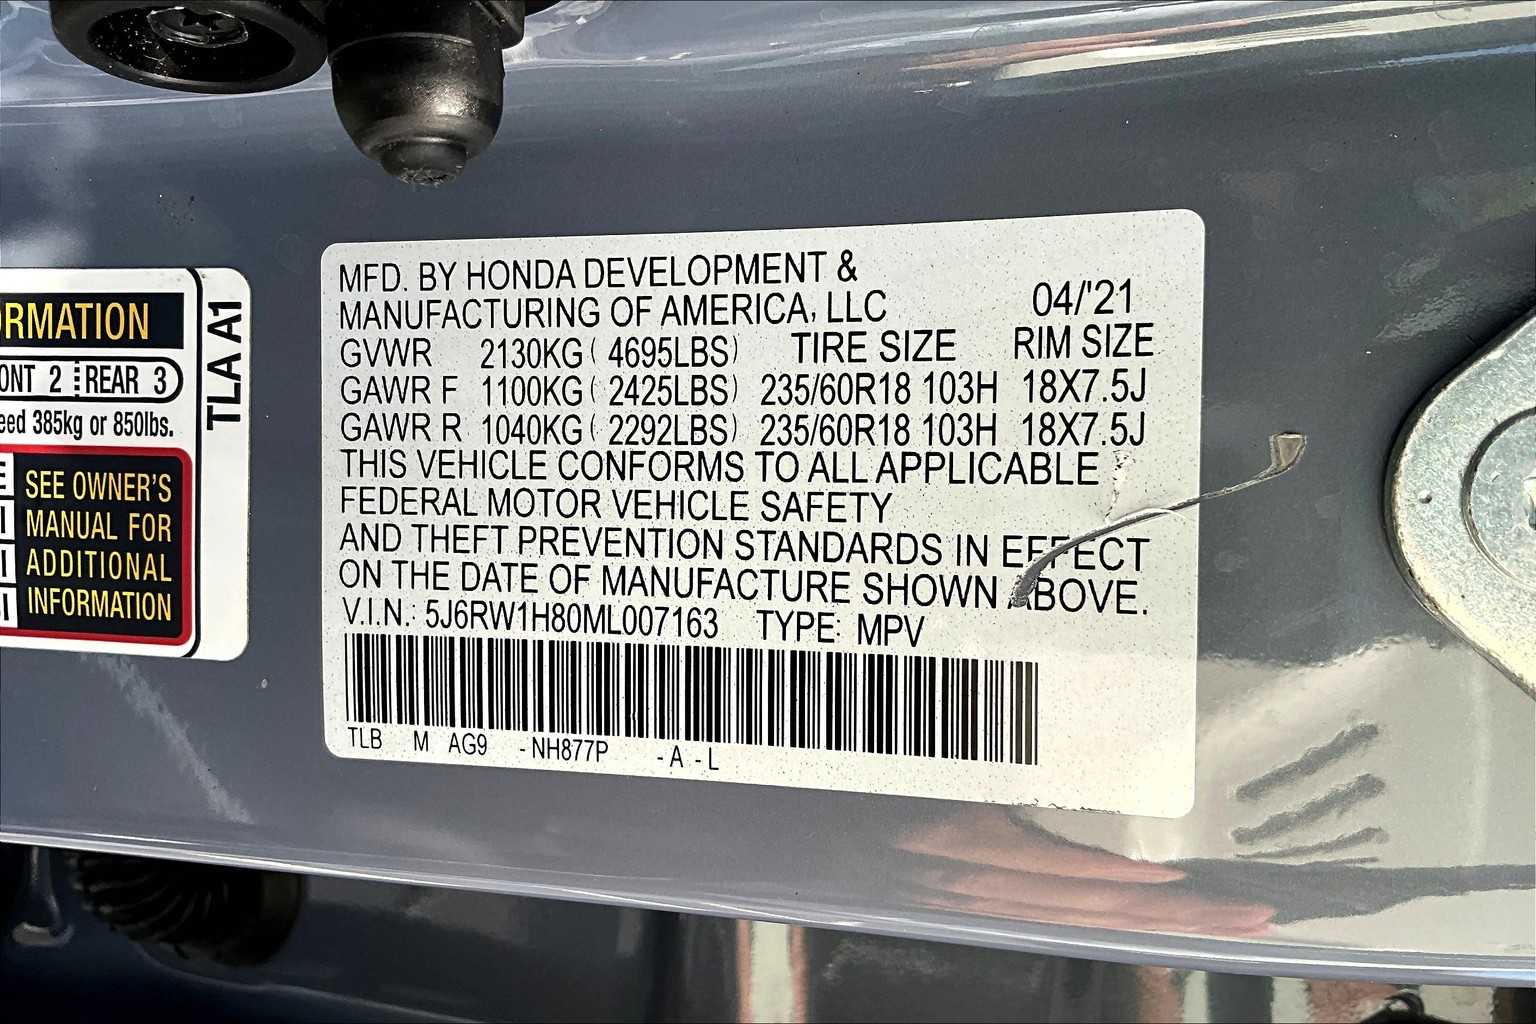 ORMATION
ONT 2 REAR 3
eed 385kg or 850lbs.
SEE OWNER'S
MANUAL FOR
ADDITIONAL
INFORMATION
TLA A1
MFD. BY HONDA DEVELOPMENT &
MANUFACTURING OF AMERICA, LLC 04/'21
GVWR 2130KG ( 4695LBS) TIRE SIZE RIM SIZE
GAWR F 1100KG ( 2425LBS) 235/60R18 103H 18X7.5J
GAWR R 1040KG ( 2292LBS) 235/60R18 103H 18X7.5J
THIS VEHICLE CONFORMS TO ALL APPLICABLE
FEDERAL MOTOR VEHICLE SAFETY
AND THEFT PREVENTION STANDARDS IN EFFECT
ON THE DATE OF MANUFACTURE SHOWN ABOVE.
V.I.N.: 5J6RW1H80ML007163 TYPE: MPV
TLB M AG9 -NH877P -A -L